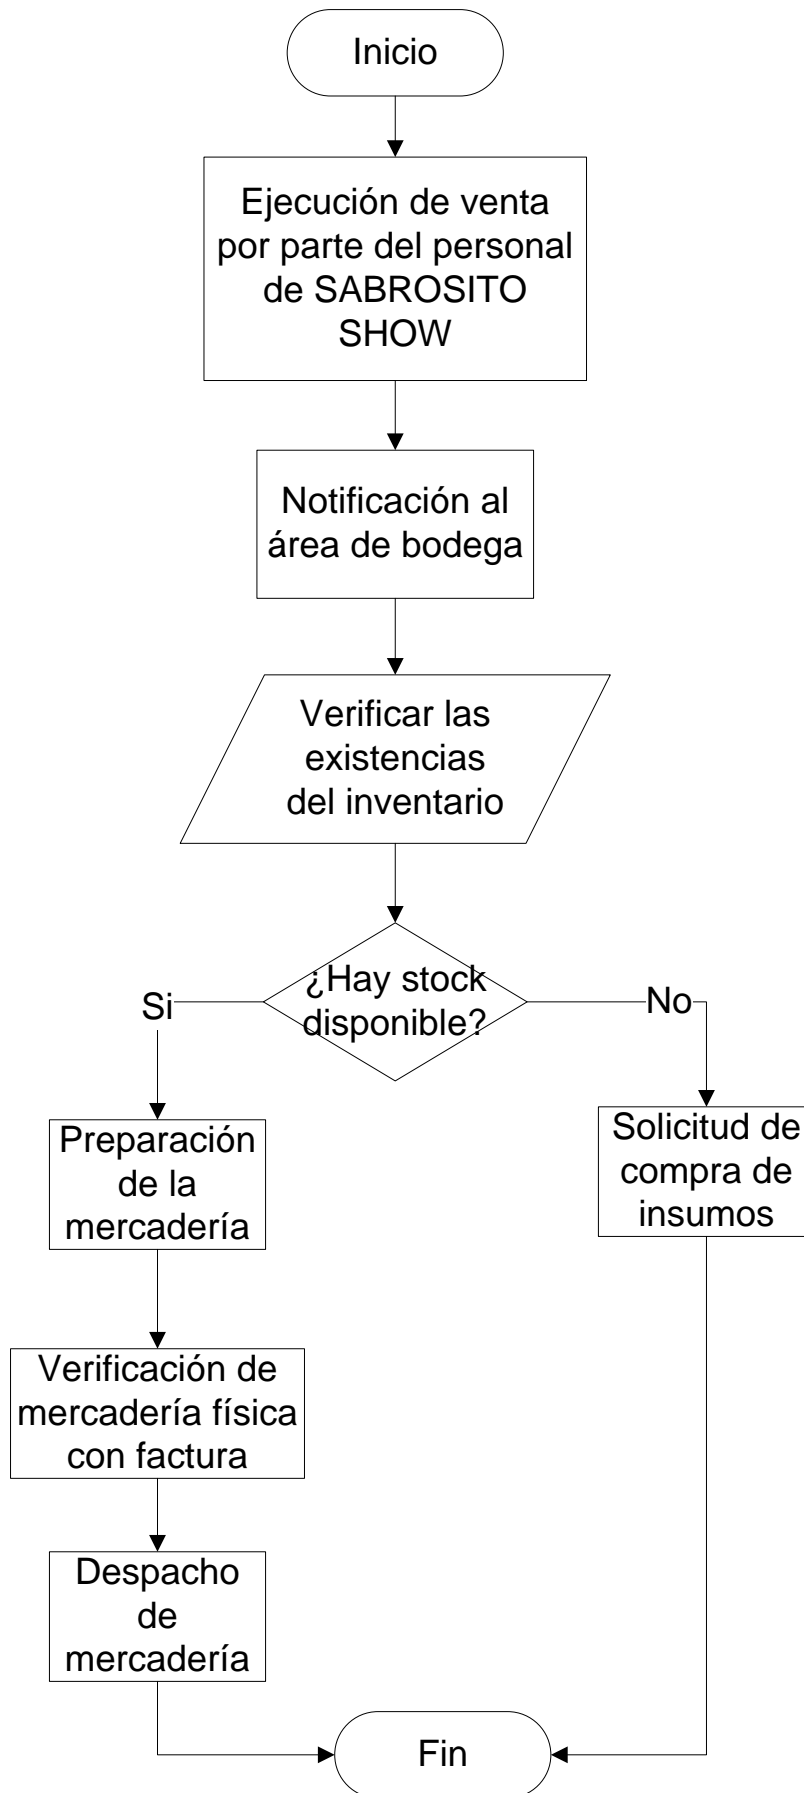 Inicio
Ejecución de venta
por parte del personal
de SABROSITO
SHOW
Notificación al
área de bodega
Verificar las
existencias
del inventario
¿Hay stock
disponible?
Si
No
Preparación
de la
mercadería
Solicitud de
compra de
insumos
Verificación de
mercadería física
con factura
Despacho
de
mercadería
Fin